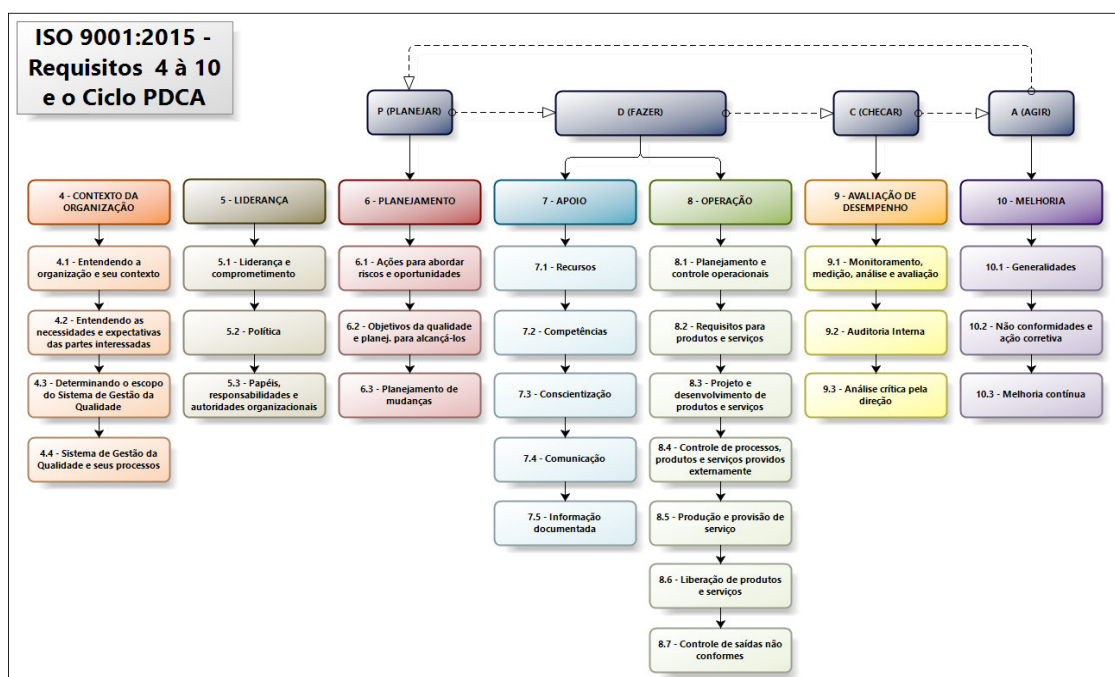 ISO 9001:2015 -
Requisitos 4 à 10
e o Ciclo PDCA
P (PLANEJAR)
D (FAZER)
C (CHECAR)
A (AGIR)
4 - CONTEXTO DA
ORGANIZAÇÃO
5 - LIDERANÇA
6 - PLANEJAMENTO
7 - APOIO
8 - OPERAÇÃO
9 - AVALIAÇÃO DE
DESEMPENHO
10 - MELHORIA
4.1 - Entendendo a
organização e seu contexto
5.1 - Liderança e
comprometimento
6.1 - Ações para abordar
riscos e oportunidades
7.1 - Recursos
8.1 - Planejamento e
controle operacionais
9.1 - Monitoramento,
medição, análise e avaliação
10.1 - Generalidades
4.2 - Entendendo as
necessidades e expectativas
das partes interessadas
5.2 - Política
6.2 - Objetivos da qualidade
e planej. para alcançá-los
7.2 - Competências
8.2 - Requisitos para
produtos e serviços
9.2 - Auditoria Interna
10.2 - Não conformidades e
ação corretiva
4.3 - Determinando o escopo
do Sistema de Gestão da
Qualidade
5.3 - Papéis,
responsabilidades e
autoridades organizacionais
6.3 - Planejamento de
mudanças
7.3 - Conscientização
8.3 - Projeto e
desenvolvimento de
produtos e serviços
9.3 - Análise crítica pela
direção
10.3 - Melhoria contínua
4.4 - Sistema de Gestão da
Qualidade e seus processos
7.4 - Comunicação
8.4 - Controle de processos,
produtos e serviços providos
externamente
7.5 - Informação
documentada
8.5 - Produção e provisão de
serviço
8.6 - Liberação de produtos
e serviços
8.7 - Controle de saídas não
conformes